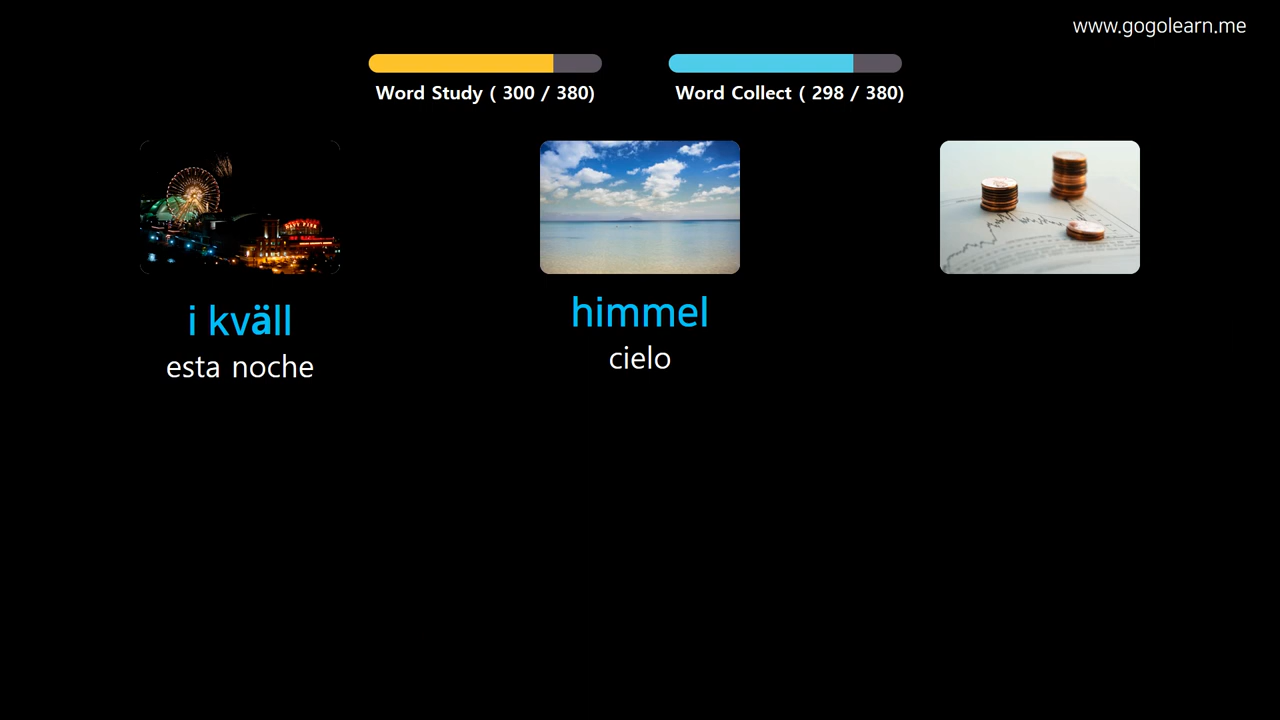 www.gogolearn.me
Word Study ( 300 / 380)
Word Collect ( 298 / 380)
i kväll
esta noche
himmel
cielo